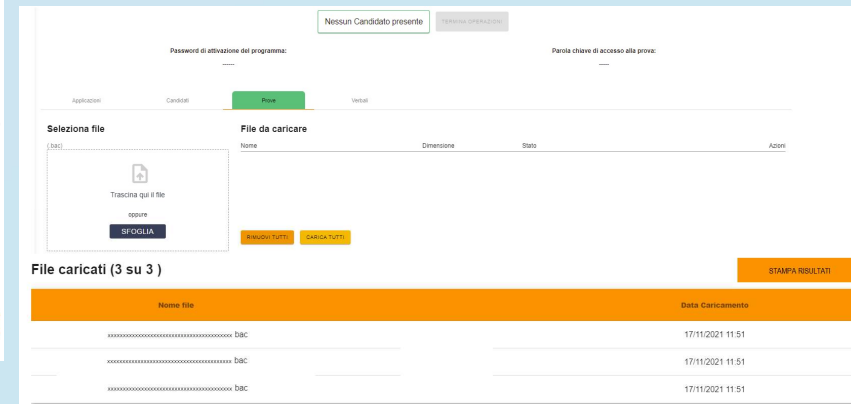 Nessun Candidato presente TERMINA OPERAZIONI
Password di attivazione del programma: Parola chiave di accesso alla prova:
------ -----
Applicazioni Candidati Prove Verbali
Seleziona file File da caricare
(.bac) Nome Dimensione Stato Azioni
Trascina qui il file
oppure
SFOGLIA
RIMUOVI TUTTI CARICA TUTTI
File caricati (3 su 3 ) STAMPA RISULTATI
Nome file Data Caricamento
xxxxxxxxxxxxxxxxxxxxxxxxxxxxxxxxxxxxxxxxx bac 17/11/2021 11:51
xxxxxxxxxxxxxxxxxxxxxxxxxxxxxxxxxxxxxxxxx bac 17/11/2021 11:51
xxxxxxxxxxxxxxxxxxxxxxxxxxxxxxxxxxxxxxxxx bac 17/11/2021 11:51